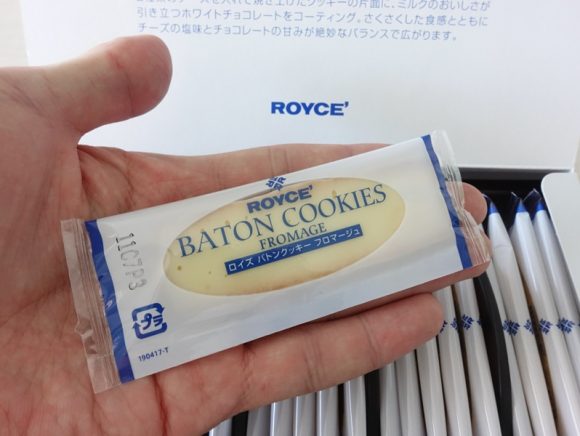 引き立つホワイトチョコレートをコーティング。さくさくした食感とともに
チーズの塩味とチョコレートの甘みが絶妙なバランスで広がります。
ROYCE'
ROYCE'
BATON COOKIES
FROMAGE
ロイズ バトンクッキー フロマージュ
11C7P3
プラ
190417-T